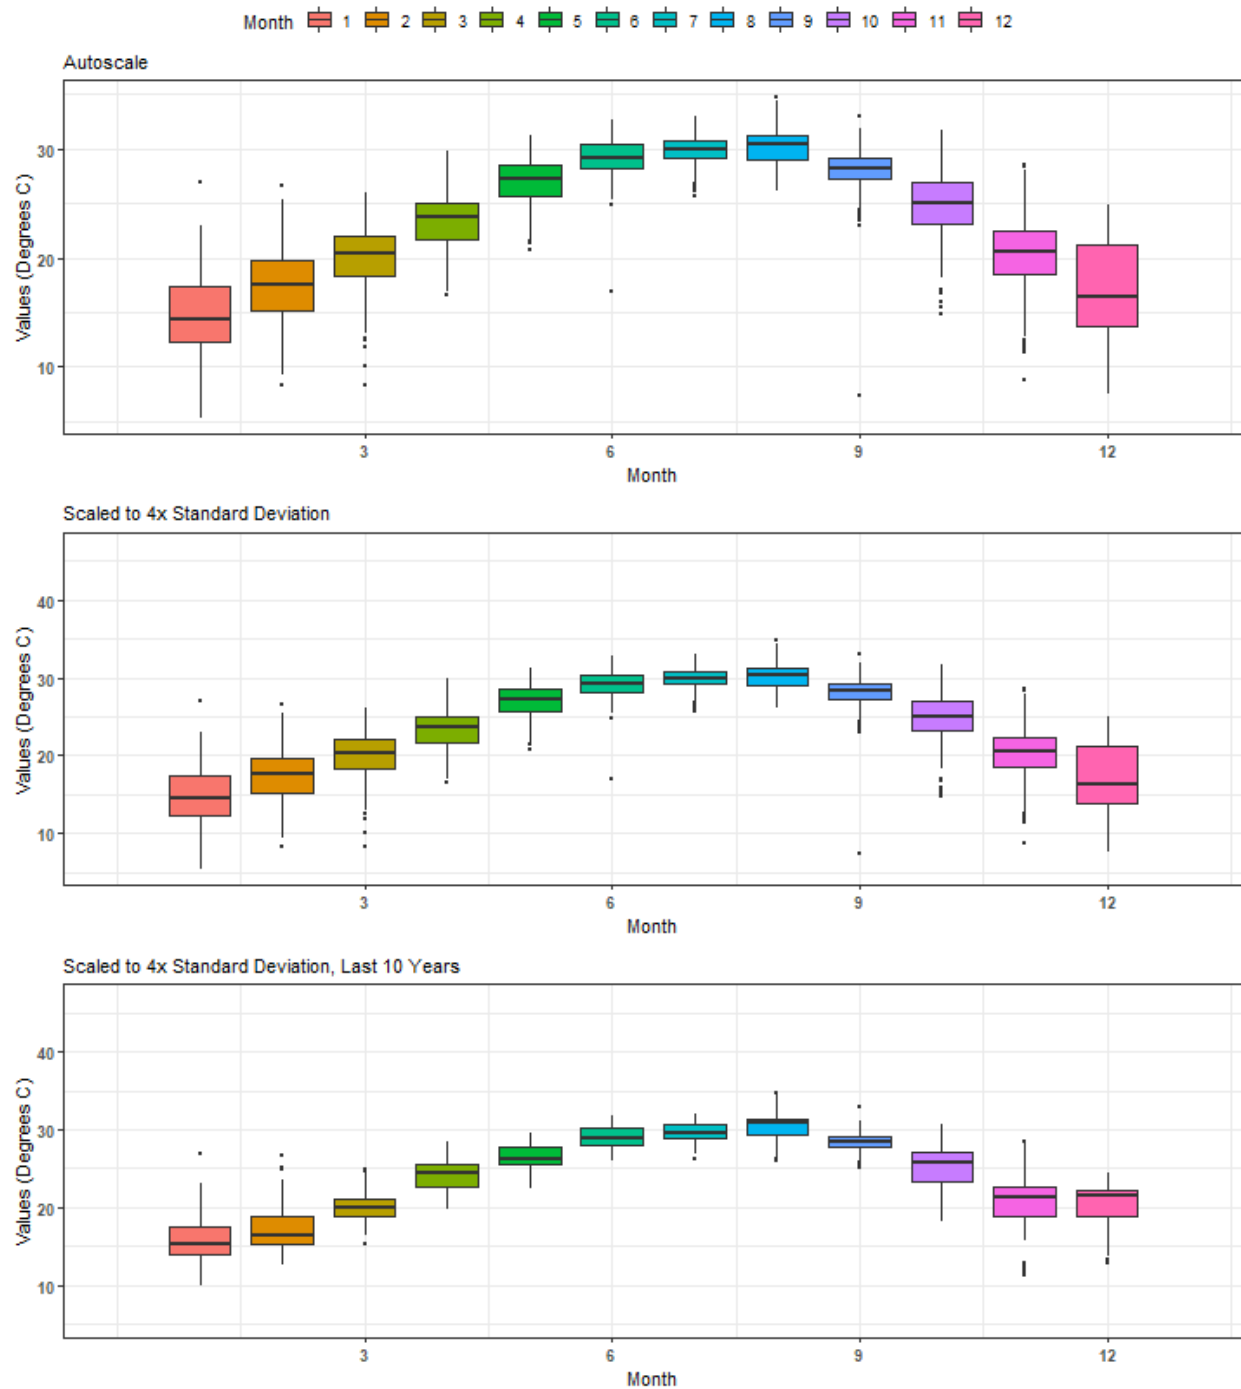 Month 1 2 3 4 5 6 7 8 9 10 11 12
Autoscale
Values (Degrees C)
30
20
10
3 6 9 12
Month
Scaled to 4x Standard Deviation
Values (Degrees C)
40
30
20
10
3 6 9 12
Month
Scaled to 4x Standard Deviation, Last 10 Years
Values (Degrees C)
40
30
20
10
3 6 9 12
Month